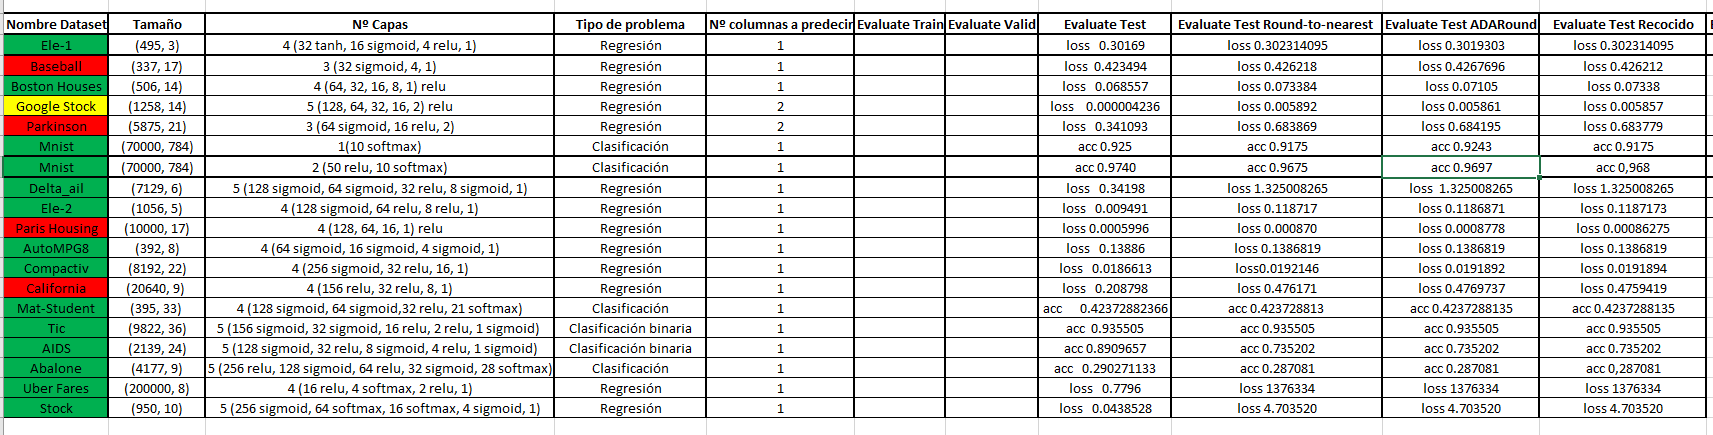 Nombre Dataset Tamaño Nº Capas Tipo de problema Nº columnas a predecir Evaluate Train Evaluate Valid Evaluate Test Evaluate Test Round-to-nearest Evaluate Test ADARound Evaluate Test Recocido
Ele-1 (495, 3) 4 (32 tanh, 16 sigmoid, 4 relu, 1) Regresión 1 loss 0.30169 loss 0.302314095 loss 0.3019303 loss 0.302314095
Baseball (337, 17) 3 (32 sigmoid, 4, 1) Regresión 1 loss 0.423494 loss 0.426218 loss 0.4267696 loss 0.426212
Boston Houses (506, 14) 4 (64, 32, 16, 8, 1) relu Regresión 1 loss 0.068557 loss 0.073384 loss 0.07105 loss 0.07338
Google Stock (1258, 14) 5 (128, 64, 32, 16, 2) relu Regresión 2 loss 0.000004236 loss 0.005892 loss 0.005861 loss 0.005857
Parkinson (5875, 21) 3 (64 sigmoid, 16 relu, 2) Regresión 2 loss 0.341093 loss 0.683869 loss 0.684195 loss 0.683779
Mnist (70000, 784) 1(10 softmax) Clasificación 1 acc 0.925 acc 0.9175 acc 0.9243 acc 0.9175
Mnist (70000, 784) 2 (50 relu, 10 softmax) Clasificación 1 acc 0.9740 acc 0.9675 acc 0.9697 acc 0,968
Delta_ail (7129, 6) 5 (128 sigmoid, 64 sigmoid, 32 relu, 8 sigmoid, 1) Regresión 1 loss 0.34198 loss 1.325008265 loss 1.325008265 loss 1.325008265
Ele-2 (1056, 5) 4 (128 sigmoid, 64 relu, 8 relu, 1) Regresión 1 loss 0.009491 loss 0.118717 loss 0.1186871 loss 0.1187173
Paris Housing (10000, 17) 4 (128, 64, 16, 1) relu Regresión 1 loss 0.0005996 loss 0.000870 loss 0.0008778 loss 0.00086275
AutoMPG8 (392, 8) 4 (64 sigmoid, 16 sigmoid, 4 sigmoid, 1) Regresión 1 loss 0.13886 loss 0.1386819 loss 0.1386819 loss 0.1386819
Compactiv (8192, 22) 4 (256 sigmoid, 32 relu, 16, 1) Regresión 1 loss 0.0186613 loss0.0192146 loss 0.0191892 loss 0.0191894
California (20640, 9) 4 (156 relu, 32 relu, 8, 1) Regresión 1 loss 0.208798 loss 0.476171 loss 0.4769737 loss 0.4759419
Mat-Student (395, 33) 4 (128 sigmoid, 64 sigmoid,32 relu, 21 softmax) Clasificación 1 acc 0.42372882366 acc 0.423728813 acc 0.4237288135 acc 0.4237288135
Tic (9822, 36) 5 (156 sigmoid, 32 sigmoid, 16 relu, 2 relu, 1 sigmoid) Clasificación binaria 1 acc 0.935505 acc 0.935505 acc 0.935505 acc 0.935505
AIDS (2139, 24) 5 (128 sigmoid, 32 relu, 8 sigmoid, 4 relu, 1 sigmoid) Clasificación binaria 1 acc 0.8909657 acc 0.735202 acc 0.735202 acc 0.735202
Abalone (4177, 9) 5 (256 relu, 128 sigmoid, 64 relu, 32 sigmoid, 28 softmax) Clasificación 1 acc 0.290271133 acc 0.287081 acc 0.287081 acc 0,287081
Uber Fares (200000, 8) 4 (16 relu, 4 softmax, 2 relu, 1) Regresión 1 loss 0.7796 loss 1376334 loss 1376334 loss 1376334
Stock (950, 10) 5 (256 sigmoid, 64 softmax, 16 softmax, 4 sigmoid, 1) Regresión 1 loss 0.0438528 loss 4.703520 loss 4.703520 loss 4.703520